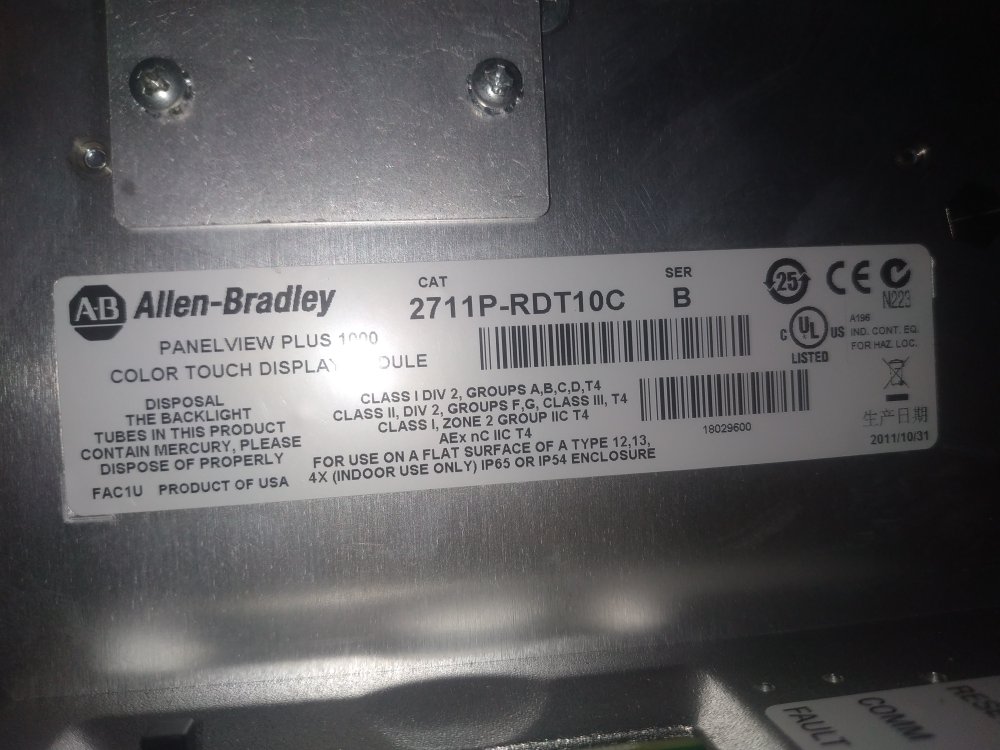 AB Allen-Bradley
CAT
2711P-RDT10C
SER
B
PANELVIEW PLUS 1000
COLOR TOUCH DISPLAY
DISPOSAL
THE BACKLIGHT
TUBES IN THIS PRODUCT
CONTAIN MERCURY, PLEASE
DISPOSE OF PROPERLY
FAC1U PRODUCT OF USA
CLASS I DIV 2, GROUPS A,B,C,D,T4
CLASS II, DIV 2, GROUPS F,G, CLASS III, T4
CLASS I, ZONE 2 GROUP IIC T4
AEx nC IIC T4
FOR USE ON A FLAT SURFACE OF A TYPE 12,13,
4X (INDOOR USE ONLY) IP65 OR IP54 ENCLOSURE
18029600
25
CE
N223
C UL US
LISTED
A196
IND. CONT. EQ.
FOR HAZ. LOC.
生产日期
2011/10/31
FAULT
COMM